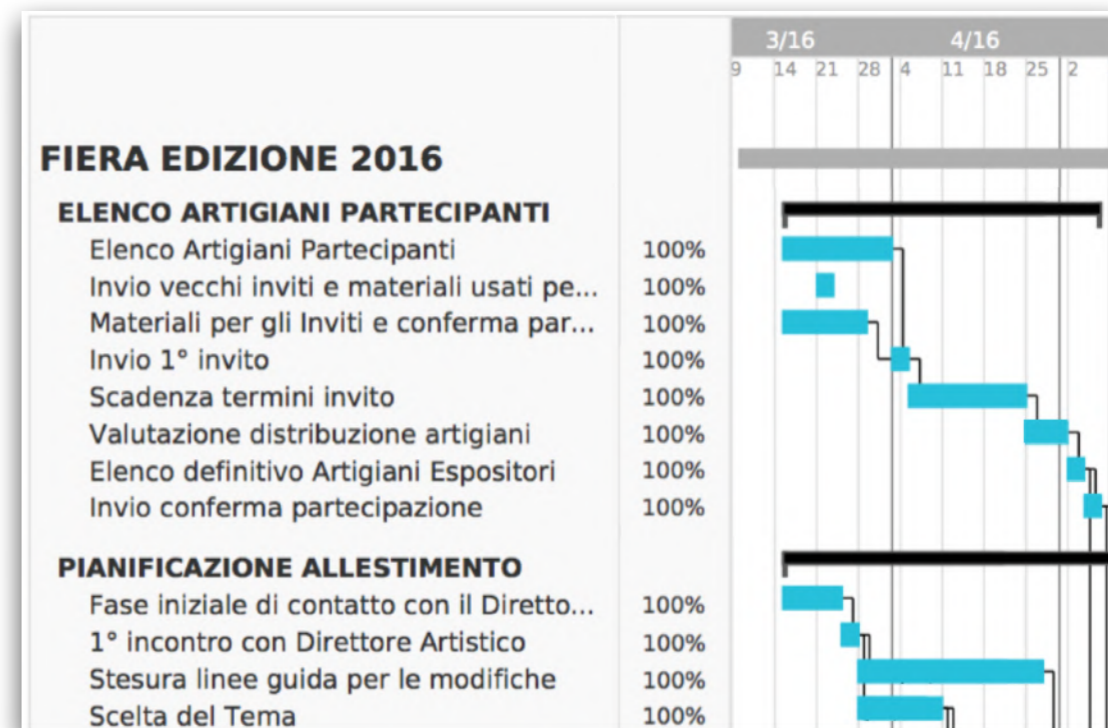 3/16 4/16
9 14 21 28 4 11 18 25 2
FIERA EDIZIONE 2016
ELENCO ARTIGIANI PARTECIPANTI
Elenco Artigiani Partecipanti 100%
Invio vecchi inviti e materiali usati pe... 100%
Materiali per gli Inviti e conferma par... 100%
Invio 1° invito 100%
Scadenza termini invito 100%
Valutazione distribuzione artigiani 100%
Elenco definitivo Artigiani Espositori 100%
Invio conferma partecipazione 100%
PIANIFICAZIONE ALLESTIMENTO
Fase iniziale di contatto con il Diretto... 100%
1° incontro con Direttore Artistico 100%
Stesura linee guida per le modifiche 100%
Scelta del Tema 100%